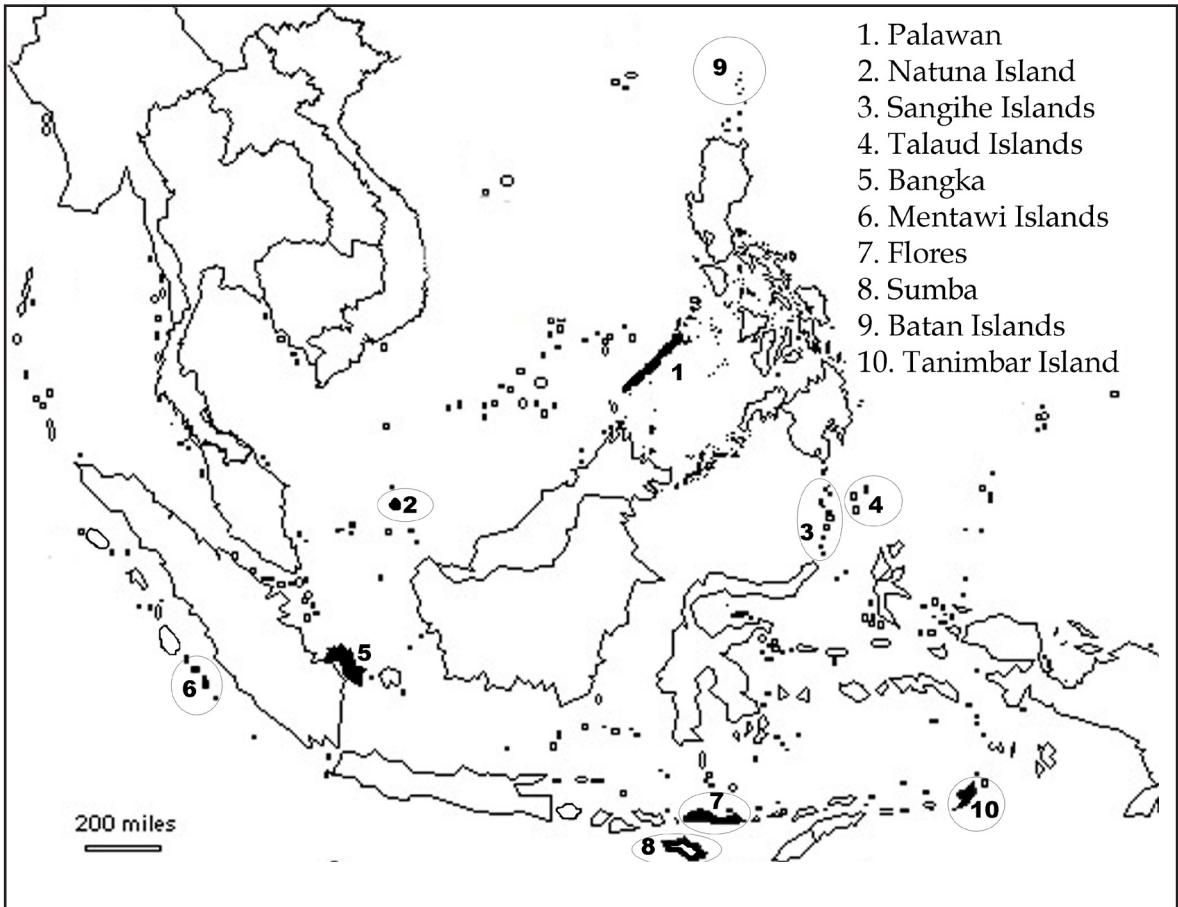 1. Palawan
2. Natuna Island
3. Sangihe Islands
4. Talaud Islands
5. Bangka
6. Mentawi Islands
7. Flores
8. Sumba
9. Batan Islands
10. Tanimbar Island
9
1
2
4
3
5
6
7
10
8
200 miles